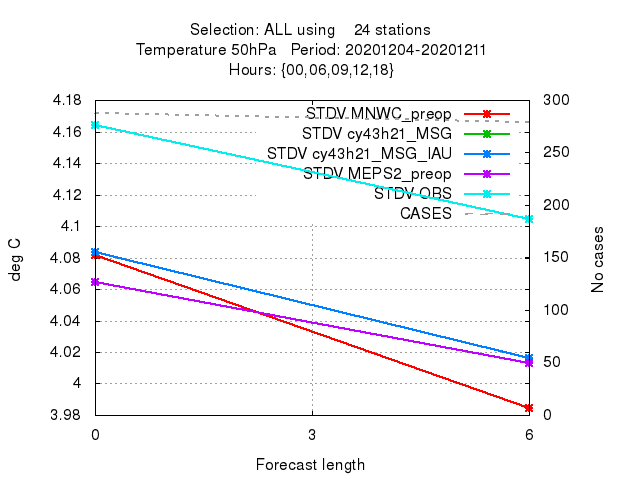 Selection: ALL using 24 stations
Temperature 50hPa Period: 20201204-20201211
Hours: {00,06,09,12,18}
4.18
4.16
4.14
4.12
4.1
4.08
4.06
4.04
4.02
4
3.98
deg C
STDV MNWC_preop
STDV cy43h21_MSG
STDV cy43h21_MSG_IAU
STDV MEPS2_preop
STDV OBS
CASES
300
250
200
150
100
50
0
No cases
0 3 6
Forecast length